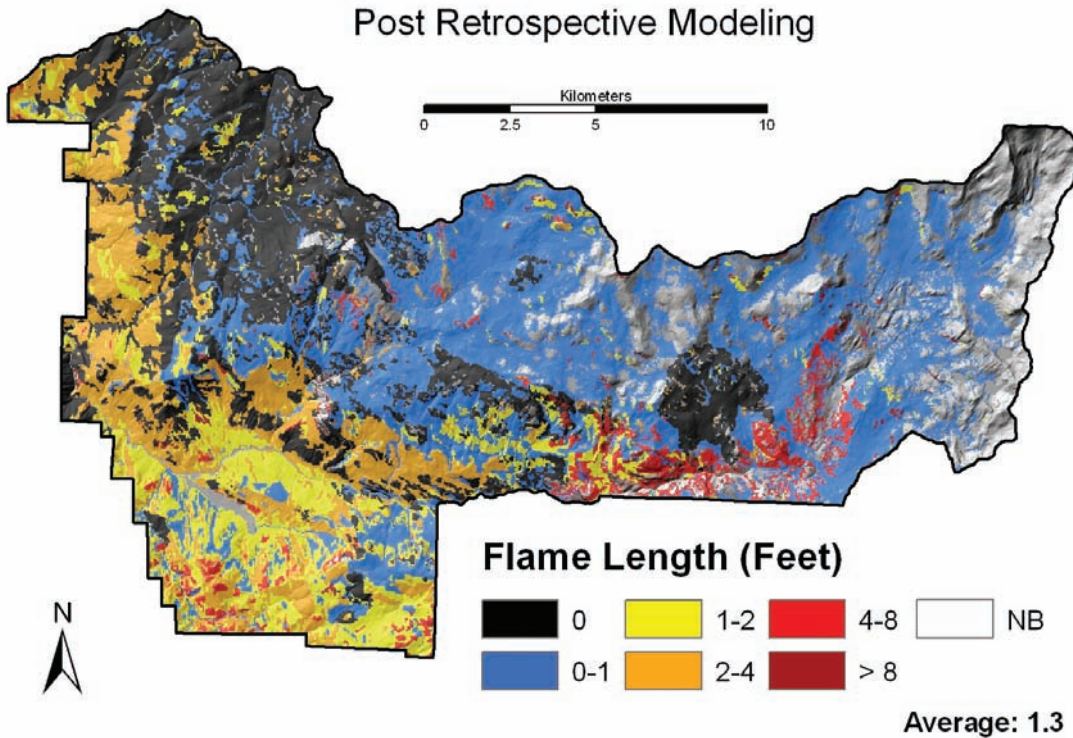 Post Retrospective Modeling
Kilometers
0 2.5 5 10
Flame Length (Feet)
0 1-2 4-8 NB
0-1 2-4 > 8
N
Average: 1.3